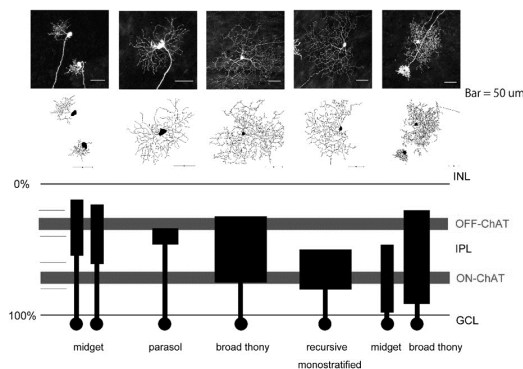 Bar = 50 um
INL
0%
OFF-ChAT
IPL
ON-ChAT
100%
GCL
midget parasol broad thony recursive monostratified midget broad thony